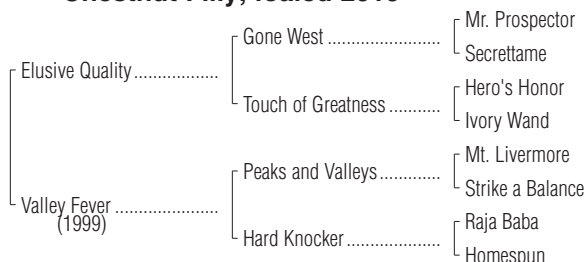 Mr. Prospector
Gone West
Secrettame
Elusive Quality
Hero's Honor
Touch of Greatness
Ivory Wand
Mt. Livermore
Peaks and Valleys
Strike a Balance
Valley Fever
(1999)
Raja Baba
Hard Knocker
Homespun